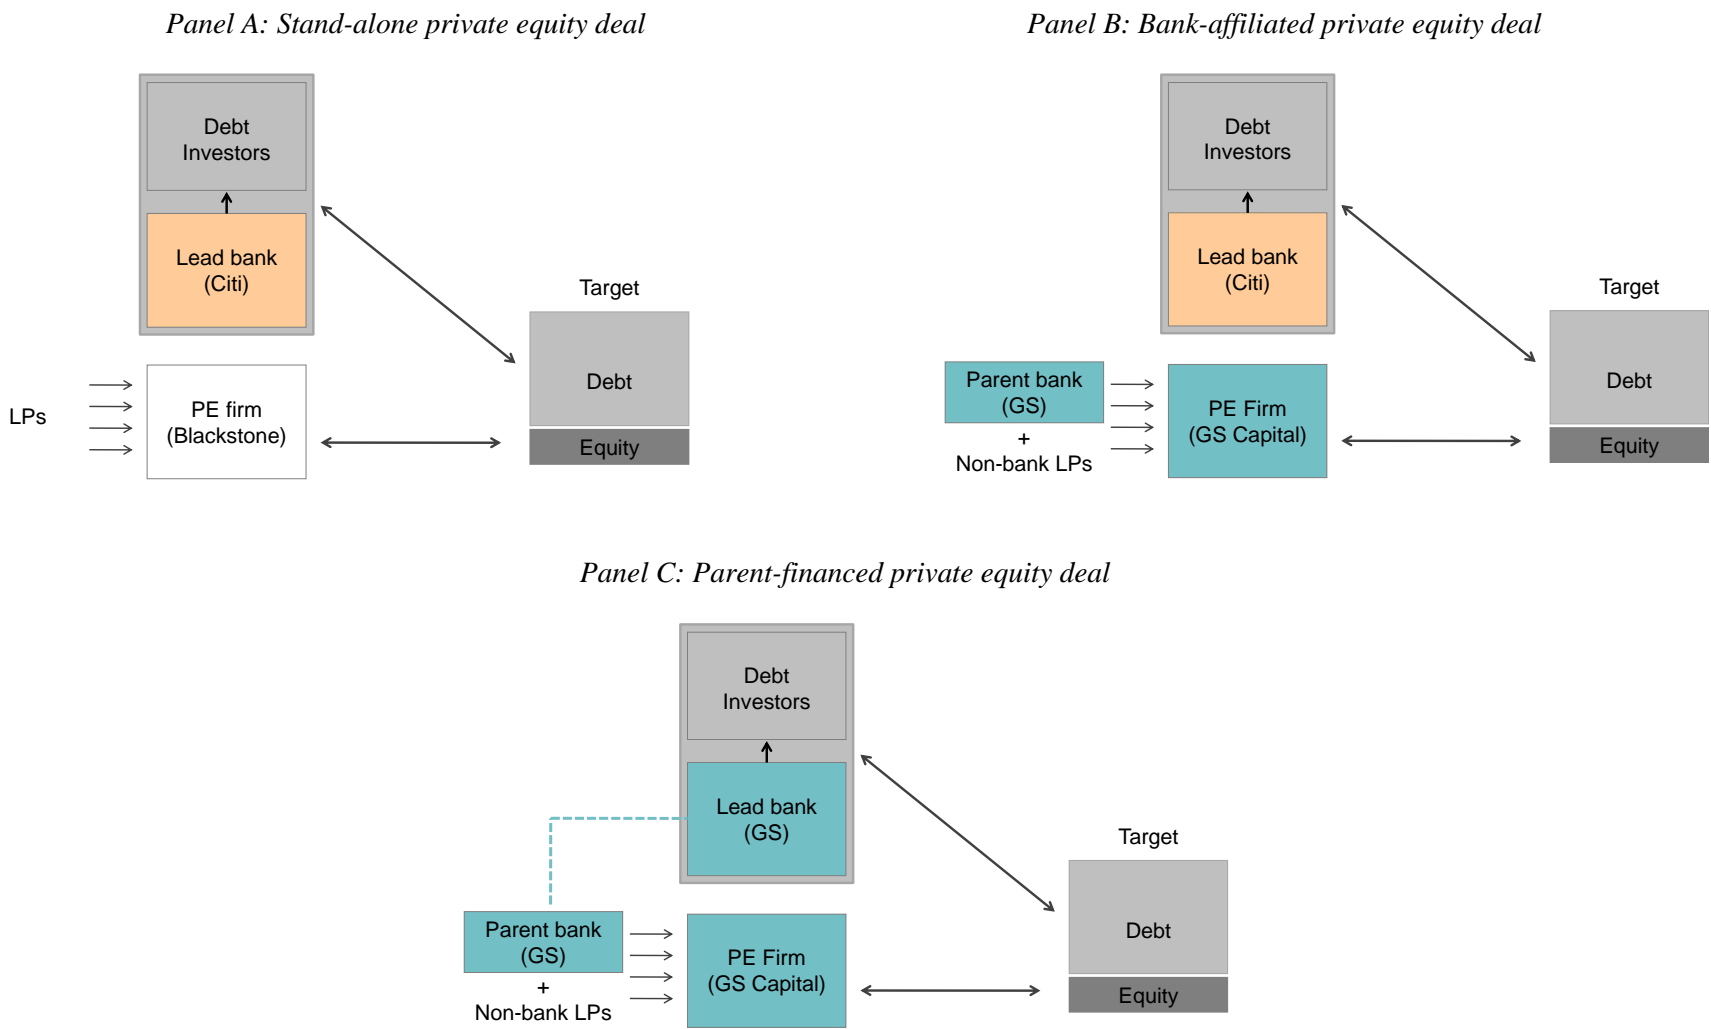 Panel A: Stand-alone private equity deal
Debt
Investors
Lead bank
(Citi)
Target
Debt
Equity
LPs
PE firm
(Blackstone)
Panel B: Bank-affiliated private equity deal
Debt
Investors
Lead bank
(Citi)
Target
Debt
Equity
Parent bank
(GS)
+
Non-bank LPs
PE Firm
(GS Capital)
Panel C: Parent-financed private equity deal
Debt
Investors
Lead bank
(GS)
Target
Debt
Equity
Parent bank
(GS)
+
Non-bank LPs
PE Firm
(GS Capital)